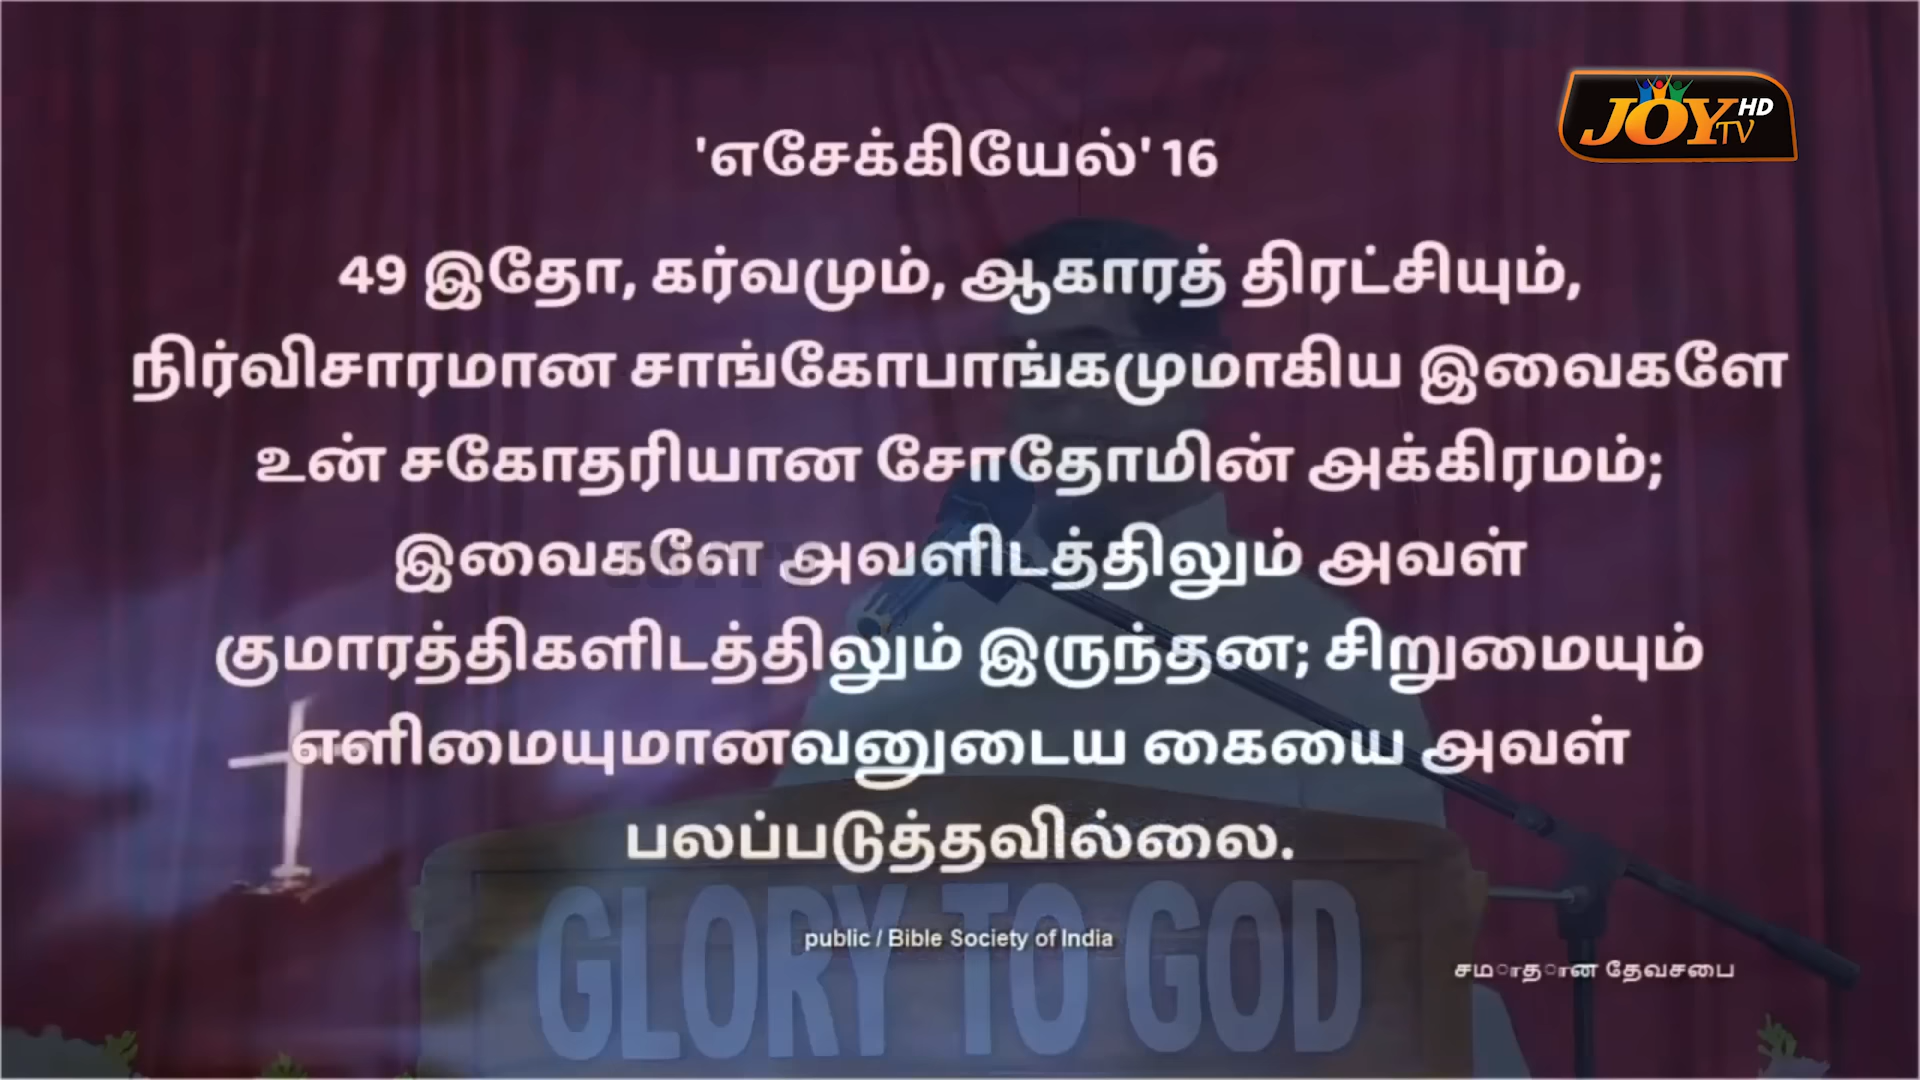 JOY TV HD
'எசேக்கியேல்' 16
49 இதோ, கர்வமும், ஆகாரத் திரட்சியும்,
நிர்விசாரமான சாங்கோபாங்கமுமாகிய இவைகளே
உன் சகோதரியான சோதோமின் அக்கிரமம்;
இவைகளே அவளிடத்திலும் அவள்
குமாரத்திகளிடத்திலும் இருந்தன; சிறுமையும்
எளிமையுமானவனுடைய கையை அவள்
பலப்படுத்தவில்லை.
GLORY TO GOD
public / Bible Society of India
சமாதான தேவசபை